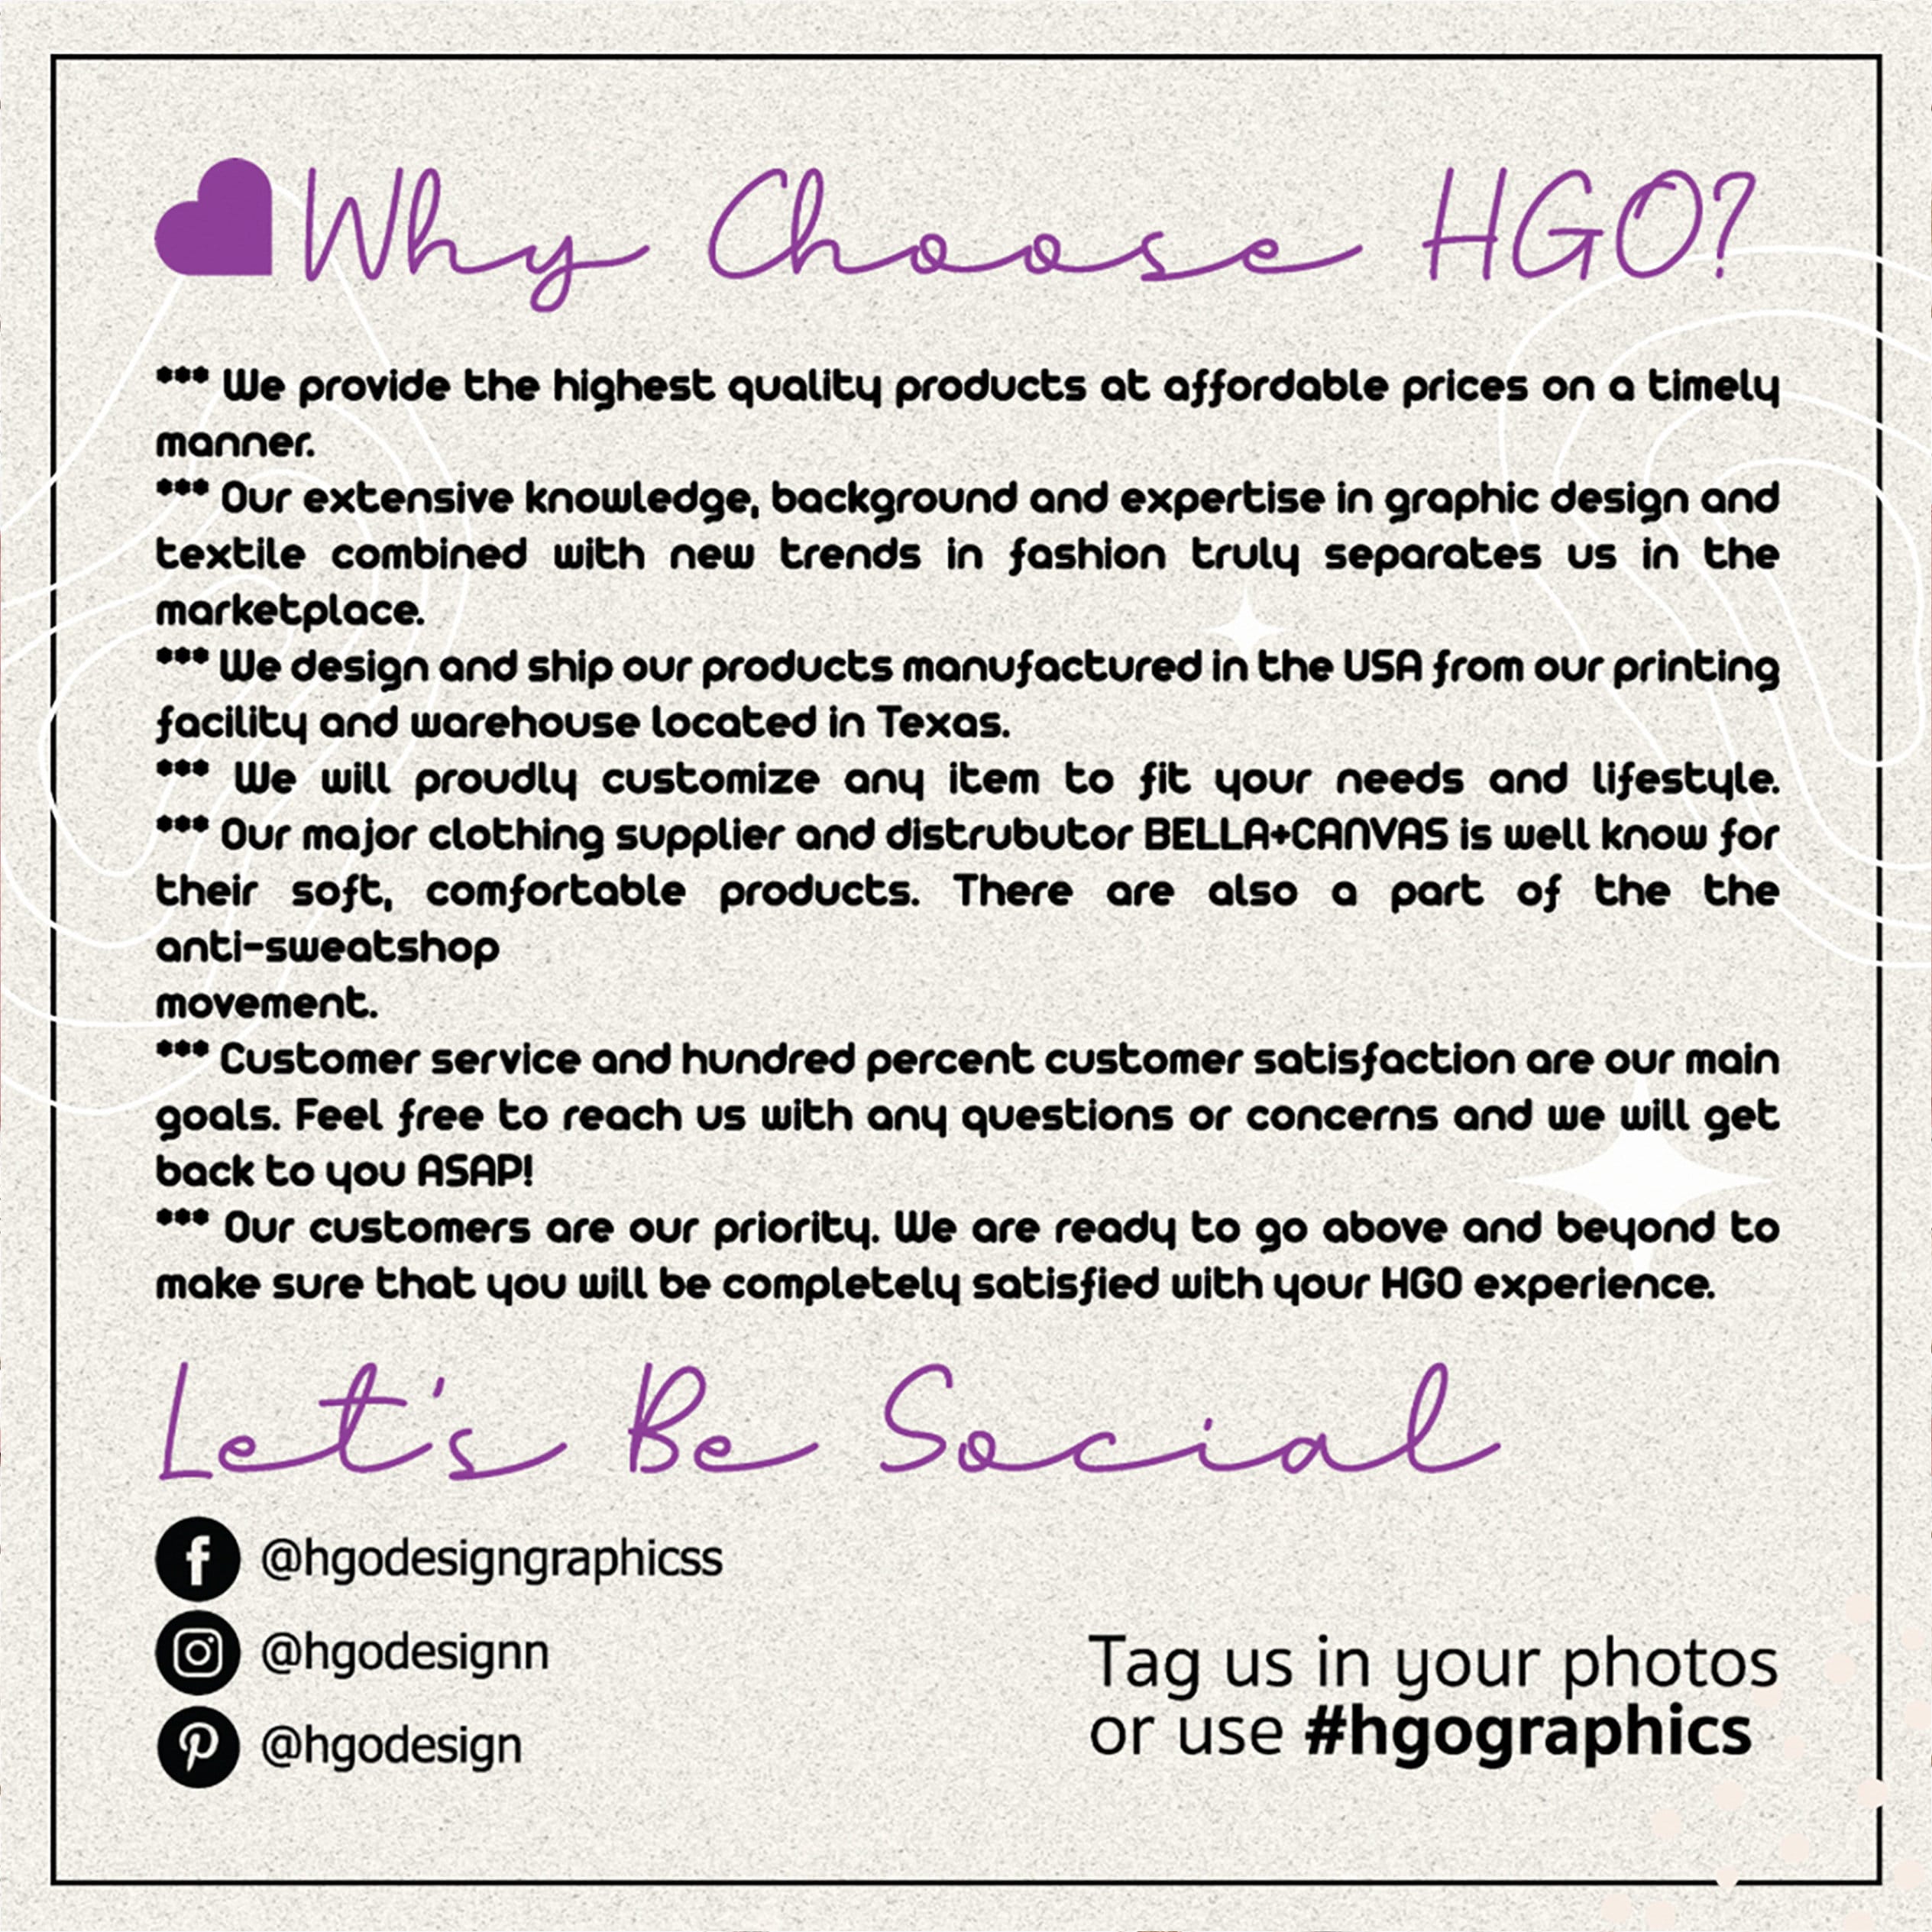 Why Choose HGO?
*** We provide the highest quality products at affordable prices on a timely
manner.
*** Our extensive knowledge, background and expertise in graphic design and
textile combined with new trends in fashion truly separates us in the
marketplace.
*** We design and ship our products manufactured in the USA from our printing
facility and warehouse located in Texas.
*** We will proudly customize any item to fit your needs and lifestyle.
*** Our major clothing supplier and distrubutor BELLA+CANVAS is well know for
their soft, comfortable products. There are also a part of the the
anti-sweatshop
movement.
*** Customer service and hundred percent customer satisfaction are our main
goals. Feel free to reach us with any questions or concerns and we will get
back to you ASAP!
*** Our customers are our priority. We are ready to go above and beyond to
make sure that you will be completely satisfied with your HGO experience.
Let's Be Social
@hgodesigngraphicss
@hgodesignn
@hgodesign
Tag us in your photos
or use #hgographics